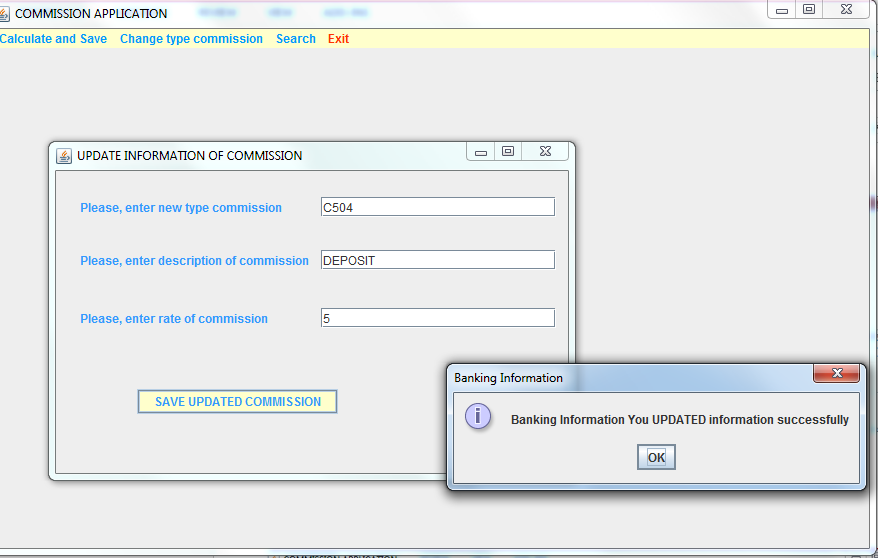 COMMISSION APPLICATION
Calculate and Save Change type commission Search Exit
UPDATE INFORMATION OF COMMISSION
Please, enter new type commission C504
Please, enter description of commission DEPOSIT
Please, enter rate of commission 5
SAVE UPDATED COMMISSION
Banking Information
Banking Information You UPDATED information successfully
OK